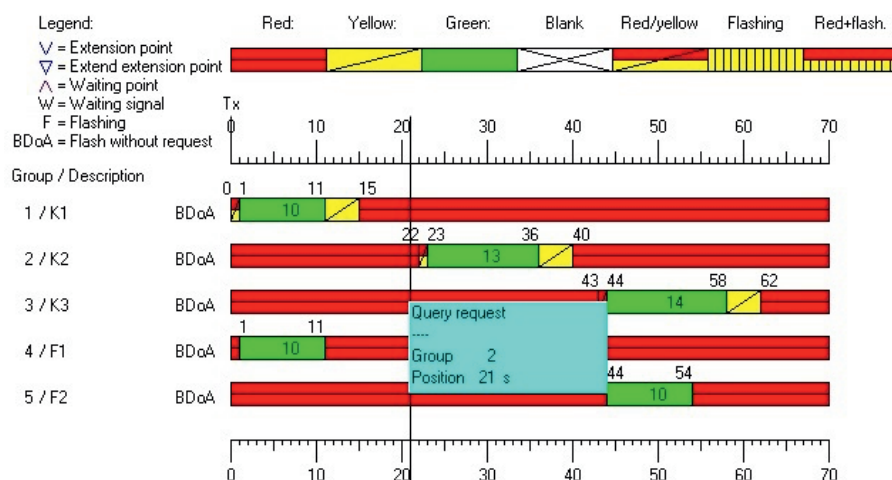 Legend:
V = Extension point
▽ = Extend extension point
Λ = Waiting point
W = Waiting signal
F = Flashing
BDoA = Flash without request
Red: Yellow: Green: Blank Red/yellow Flashing Red+flash.
Tx
0 10 20 30 40 50 60 70
Group / Description
0 1 11 15
1 / K1 BDoA 10
22 23 36 40
2 / K2 BDoA 13
43 44 58 62
3 / K3 BDoA 14
Query request
----
Group 2
Position 21 s
1 11
4 / F1 BDoA 10
44 54
5 / F2 BDoA 10
0 10 20 30 40 50 60 70